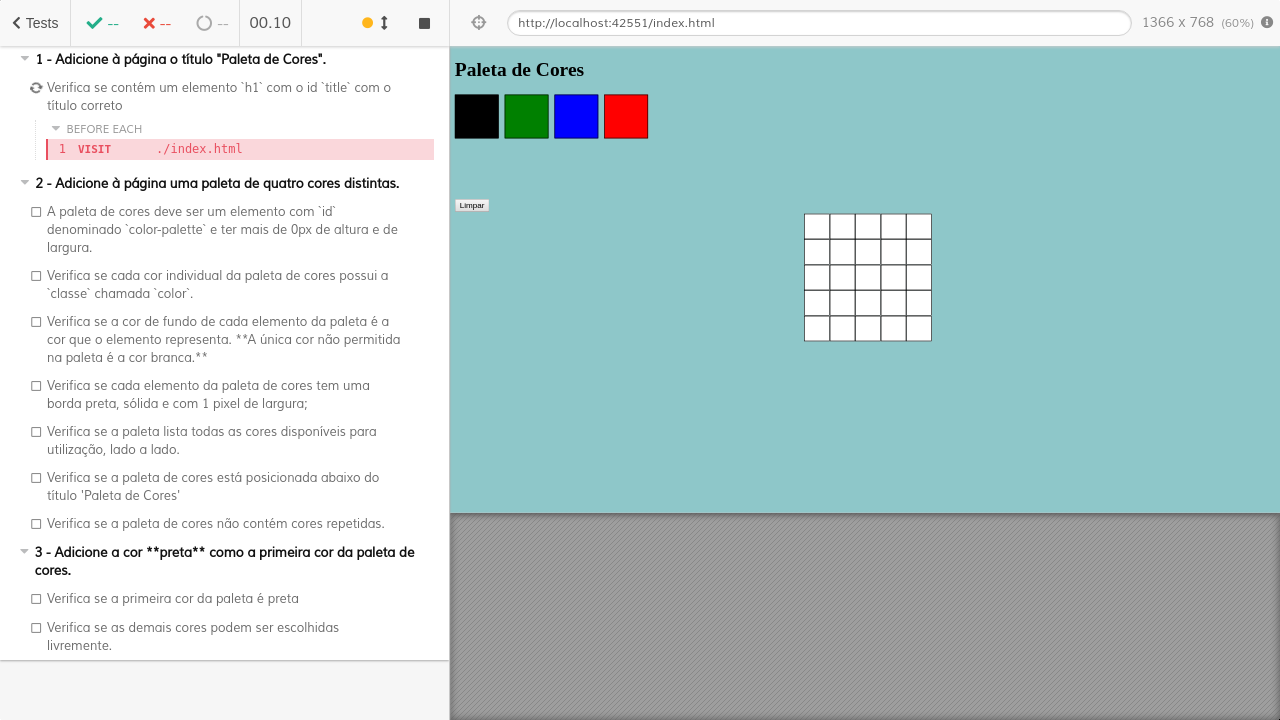 Tests -- -- -- 00.10
http://localhost:42551/index.html 1366 x 768 (60%)
1 - Adicione à página o título "Paleta de Cores".
Verifica se contém um elemento `h1` com o id `title` com o
título correto
BEFORE EACH
1 VISIT ./index.html
2 - Adicione à página uma paleta de quatro cores distintas.
A paleta de cores deve ser um elemento com `id`
denominado `color-palette` e ter mais de 0px de altura e de
largura.
Verifica se cada cor individual da paleta de cores possui a
`classe` chamada `color`.
Verifica se a cor de fundo de cada elemento da paleta é a
cor que o elemento representa. **A única cor não permitida
na paleta é a cor branca.**
Verifica se cada elemento da paleta de cores tem uma
borda preta, sólida e com 1 pixel de largura;
Verifica se a paleta lista todas as cores disponíveis para
utilização, lado a lado.
Verifica se a paleta de cores está posicionada abaixo do
título 'Paleta de Cores'
Verifica se a paleta de cores não contém cores repetidas.
3 - Adicione a cor **preta** como a primeira cor da paleta de
cores.
Verifica se a primeira cor da paleta é preta
Verifica se as demais cores podem ser escolhidas
livremente.
Paleta de Cores
Limpar